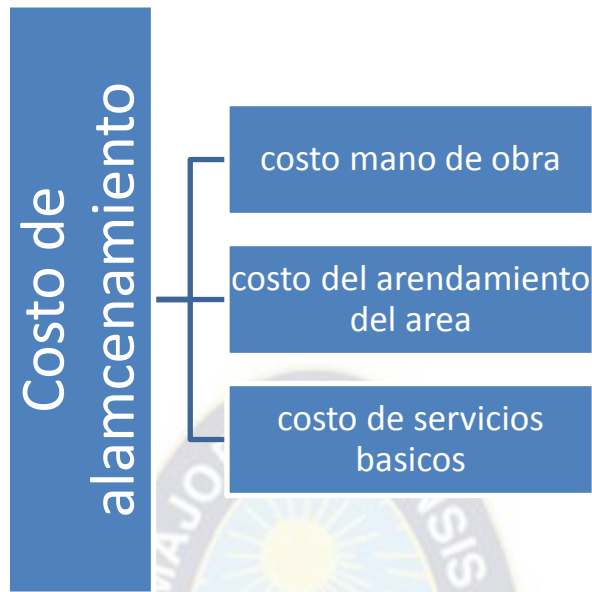 Costo de
alamcenamiento
costo mano de obra
costo del arendamiento
del area
costo de servicios
basicos